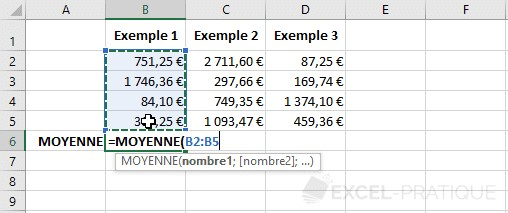 A B C D E F G
1 Exemple 1 Exemple 2 Exemple 3
2 751,25 € 2 711,60 € 87,25 €
3 1 746,36 € 297,66 € 169,74 €
4 84,10 € 749,35 € 1 374,10 €
5 ,25 € 1 093,47 € 459,36 €
6 MOYENNE =MOYENNE(B2:B5
7 MOYENNE(nombre1; [nombre2]; ...)
8
9
EXCEL-PRATIQUE